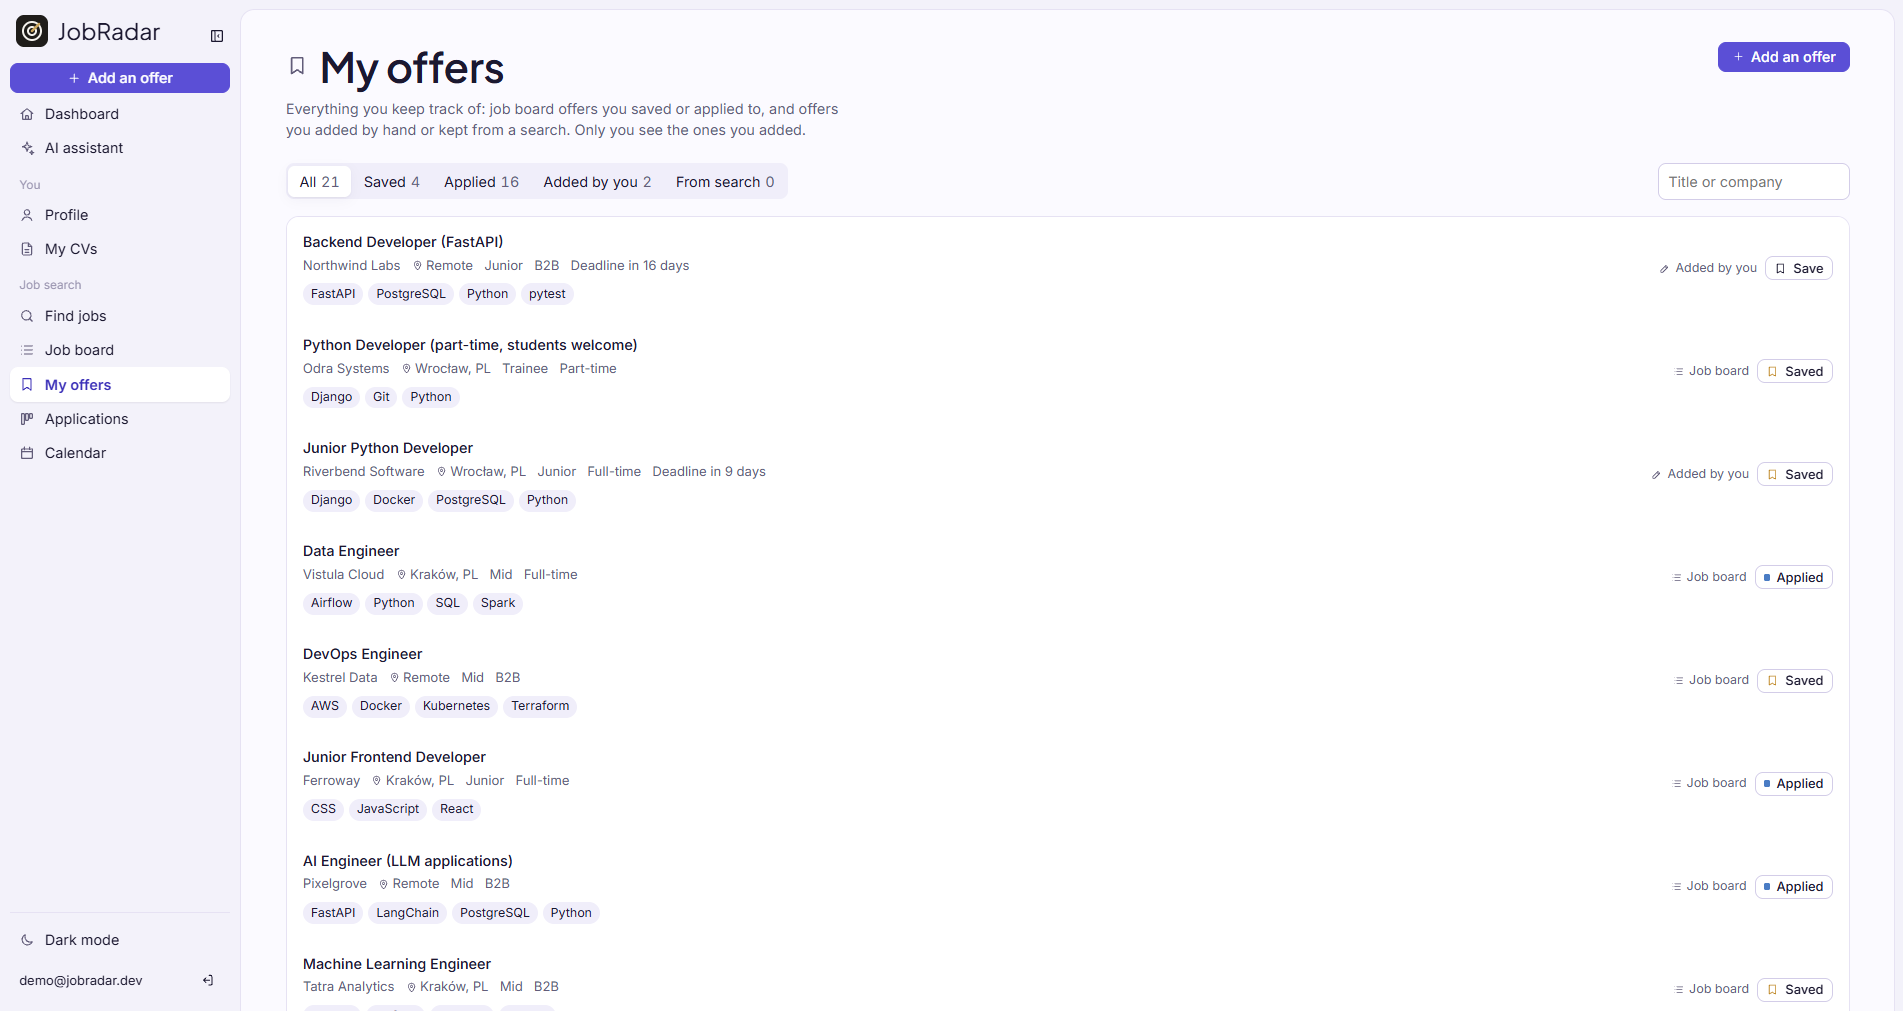 JobRadar
+ Add an offer
Dashboard
AI assistant
You
Profile
My CVs
Job search
Find jobs
Job board
My offers
Applications
Calendar
Dark mode
demo@jobradar.dev
My offers
+ Add an offer
Everything you keep track of: job board offers you saved or applied to, and offers
you added by hand or kept from a search. Only you see the ones you added.
All 21 Saved 4 Applied 16 Added by you 2 From search 0
Title or company
Backend Developer (FastAPI)
Northwind Labs Remote Junior B2B Deadline in 16 days
Added by you Save
FastAPI PostgreSQL Python pytest
Python Developer (part-time, students welcome)
Odra Systems Wrocław, PL Trainee Part-time
Job board Saved
Django Git Python
Junior Python Developer
Riverbend Software Wrocław, PL Junior Full-time Deadline in 9 days
Added by you Saved
Django Docker PostgreSQL Python
Data Engineer
Vistula Cloud Kraków, PL Mid Full-time
Job board Applied
Airflow Python SQL Spark
DevOps Engineer
Kestrel Data Remote Mid B2B
Job board Saved
AWS Docker Kubernetes Terraform
Junior Frontend Developer
Ferroway Kraków, PL Junior Full-time
Job board Applied
CSS JavaScript React
AI Engineer (LLM applications)
Pixelgrove Remote Mid B2B
Job board Applied
FastAPI LangChain PostgreSQL Python
Machine Learning Engineer
Tatra Analytics Kraków, PL Mid B2B
Job board Saved